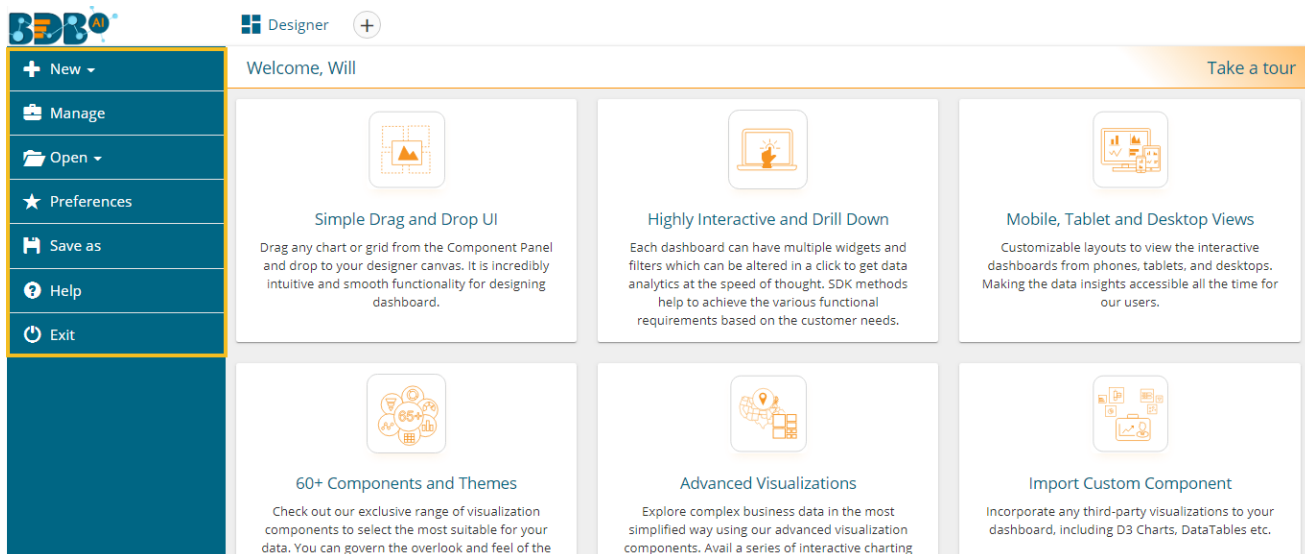 BDB AI
Designer
New
Manage
Open
Preferences
Save as
Help
Exit
Welcome, Will
Take a tour
Simple Drag and Drop UI
Drag any chart or grid from the Component Panel
and drop to your designer canvas. It is incredibly
intuitive and smooth functionality for designing
dashboard.
Highly Interactive and Drill Down
Each dashboard can have multiple widgets and
filters which can be altered in a click to get data
analytics at the speed of thought. SDK methods
help to achieve the various functional
requirements based on the customer needs.
Mobile, Tablet and Desktop Views
Customizable layouts to view the interactive
dashboards from phones, tablets, and desktops.
Making the data insights accessible all the time for
our users.
65+
60+ Components and Themes
Check out our exclusive range of visualization
components to select the most suitable for your
data. You can govern the overlook and feel of the
Advanced Visualizations
Explore complex business data in the most
simplified way using our advanced visualization
components. Avail a series of interactive charting
Import Custom Component
Incorporate any third-party visualizations to your
dashboard, including D3 Charts, DataTables etc.